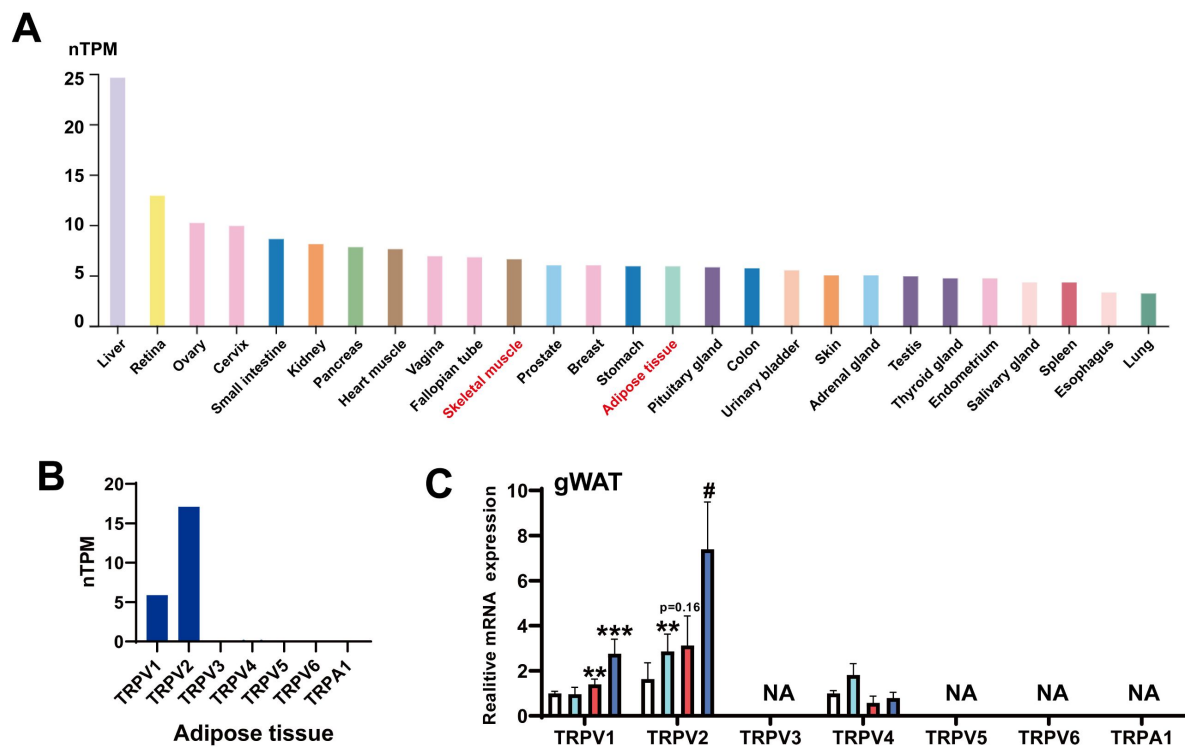 A
nTPM
25
20
15
10
5
0
Liver
Retina
Ovary
Cervix
Small intestine
Kidney
Pancreas
Heart muscle
Vagina
Fallopian tube
Skeletal muscle
Prostate
Breast
Stomach
Adipose tissue
Pituitary gland
Colon
Urinary bladder
Skin
Adrenal gland
Testis
Thyroid gland
Endometrium
Salivary gland
Spleen
Esophagus
Lung
B
nTPM
20
15
10
5
0
TRPV1
TRPV2
TRPV3
TRPV4
TRPV5
TRPV6
TRPA1
Adipose tissue
C
gWAT
Realitive mRNA expression
10
8
6
4
2
0
**
***
**
p=0.16
#
NA
NA
NA
NA
TRPV1
TRPV2
TRPV3
TRPV4
TRPV5
TRPV6
TRPA1